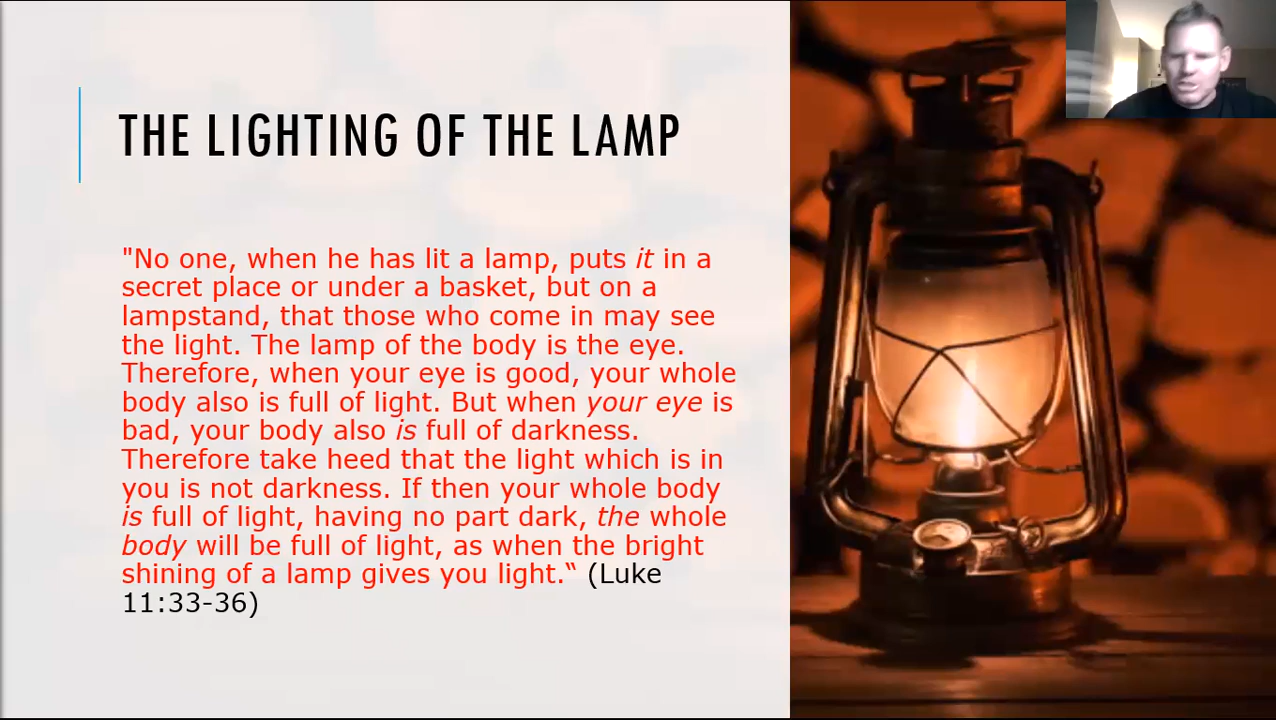 THE LIGHTING OF THE LAMP
"No one, when he has lit a lamp, puts it in a
secret place or under a basket, but on a
lampstand, that those who come in may see
the light. The lamp of the body is the eye.
Therefore, when your eye is good, your whole
body also is full of light. But when your eye is
bad, your body also is full of darkness.
Therefore take heed that the light which is in
you is not darkness. If then your whole body
is full of light, having no part dark, the whole
body will be full of light, as when the bright
shining of a lamp gives you light.“ (Luke
11:33-36)